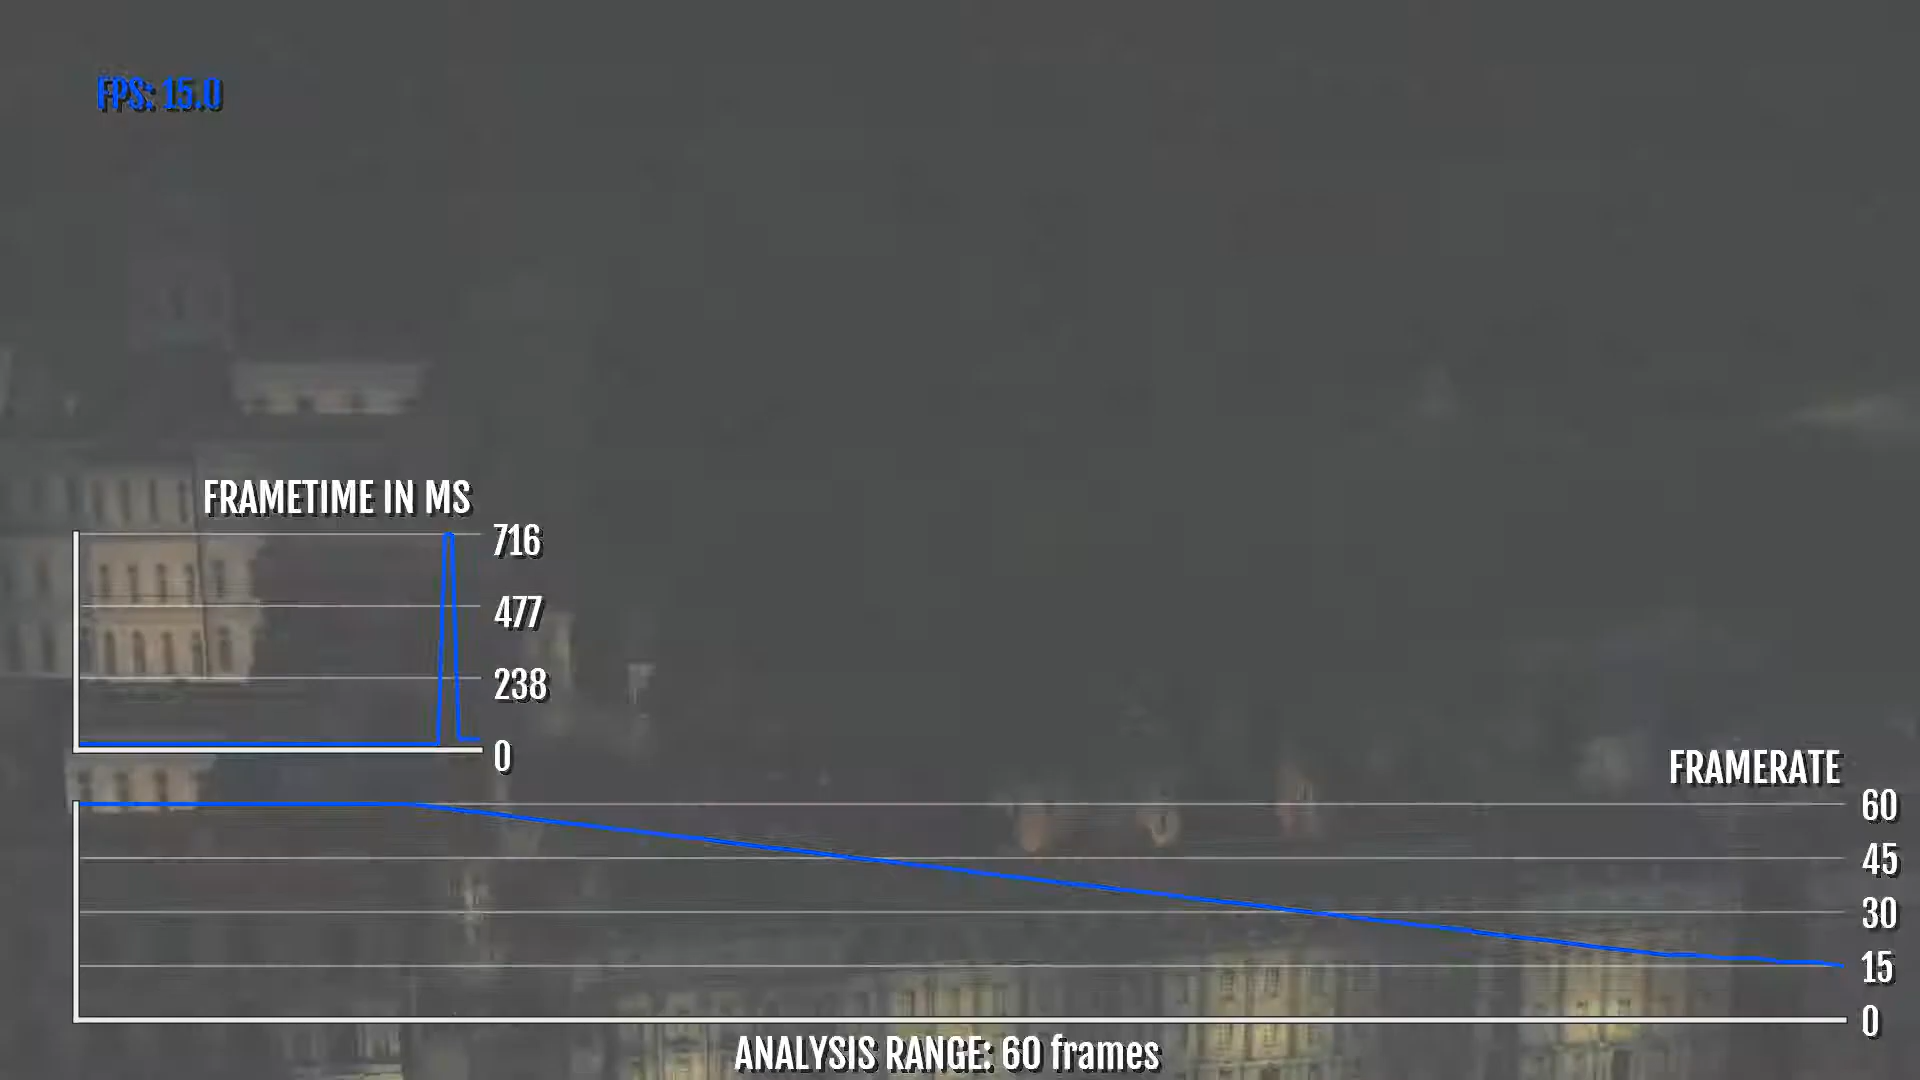 FPS: 15.0
FRAMETIME IN MS
716
477
238
0
FRAMERATE
60
45
30
15
0
ANALYSIS RANGE: 60 frames